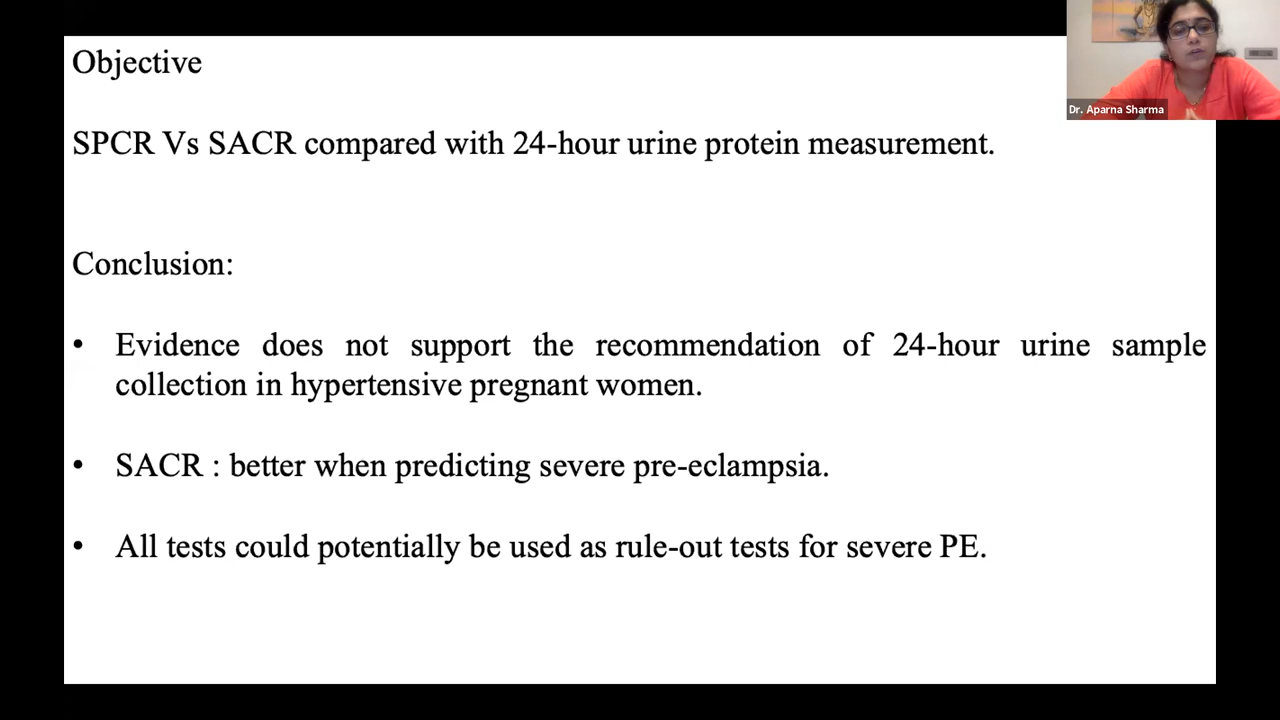 Objective
SPCR Vs SACR compared with 24-hour urine protein measurement.
Conclusion:
• Evidence does not support the recommendation of 24-hour urine sample
collection in hypertensive pregnant women.
• SACR : better when predicting severe pre-eclampsia.
• All tests could potentially be used as rule-out tests for severe PE.
Dr. Aparna Sharma